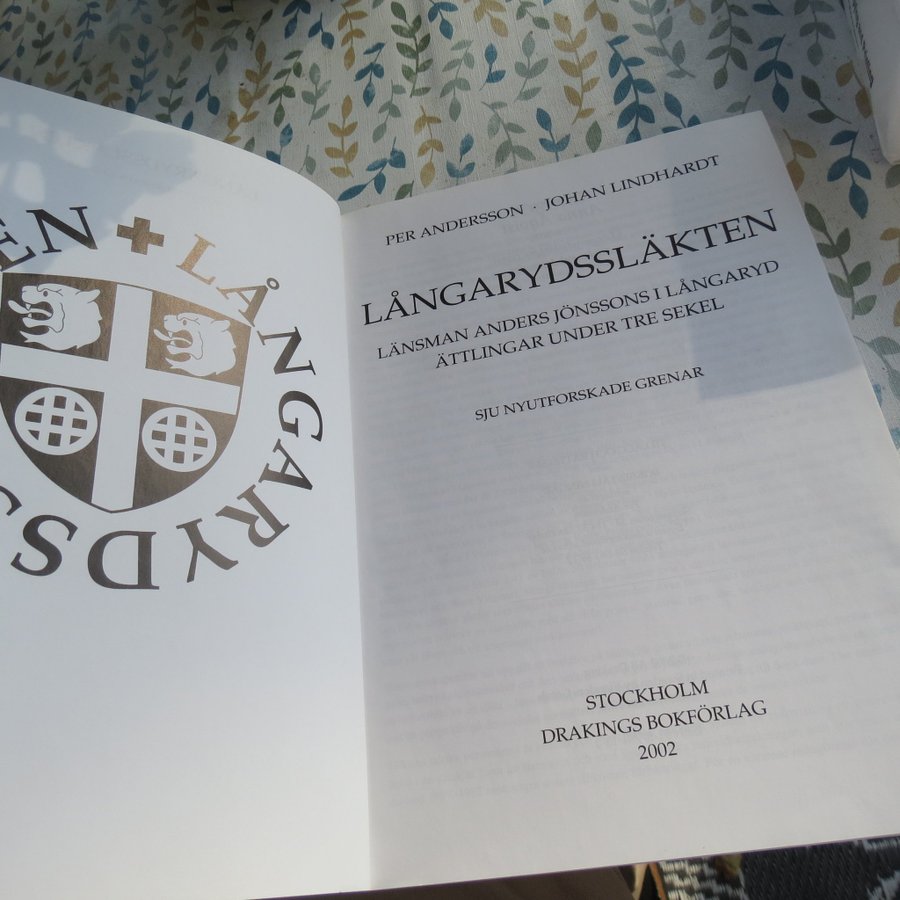 EN + LÅNGARYDSS
PER ANDERSSON · JOHAN LINDHARDT
LÅNGARYDSSLÄKTEN
LÄNSMAN ANDERS JÖNSSONS I LÅNGARYD
ÄTTLINGAR UNDER TRE SEKEL
SJU NYUTFORSKADE GRENAR
STOCKHOLM
DRAKINGS BOKFÖRLAG
2002